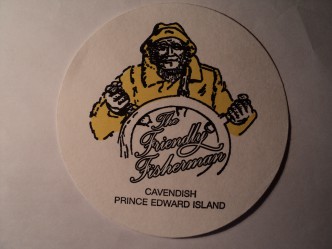 The
Friendly
Fisherman
CAVENDISH
PRINCE EDWARD ISLAND